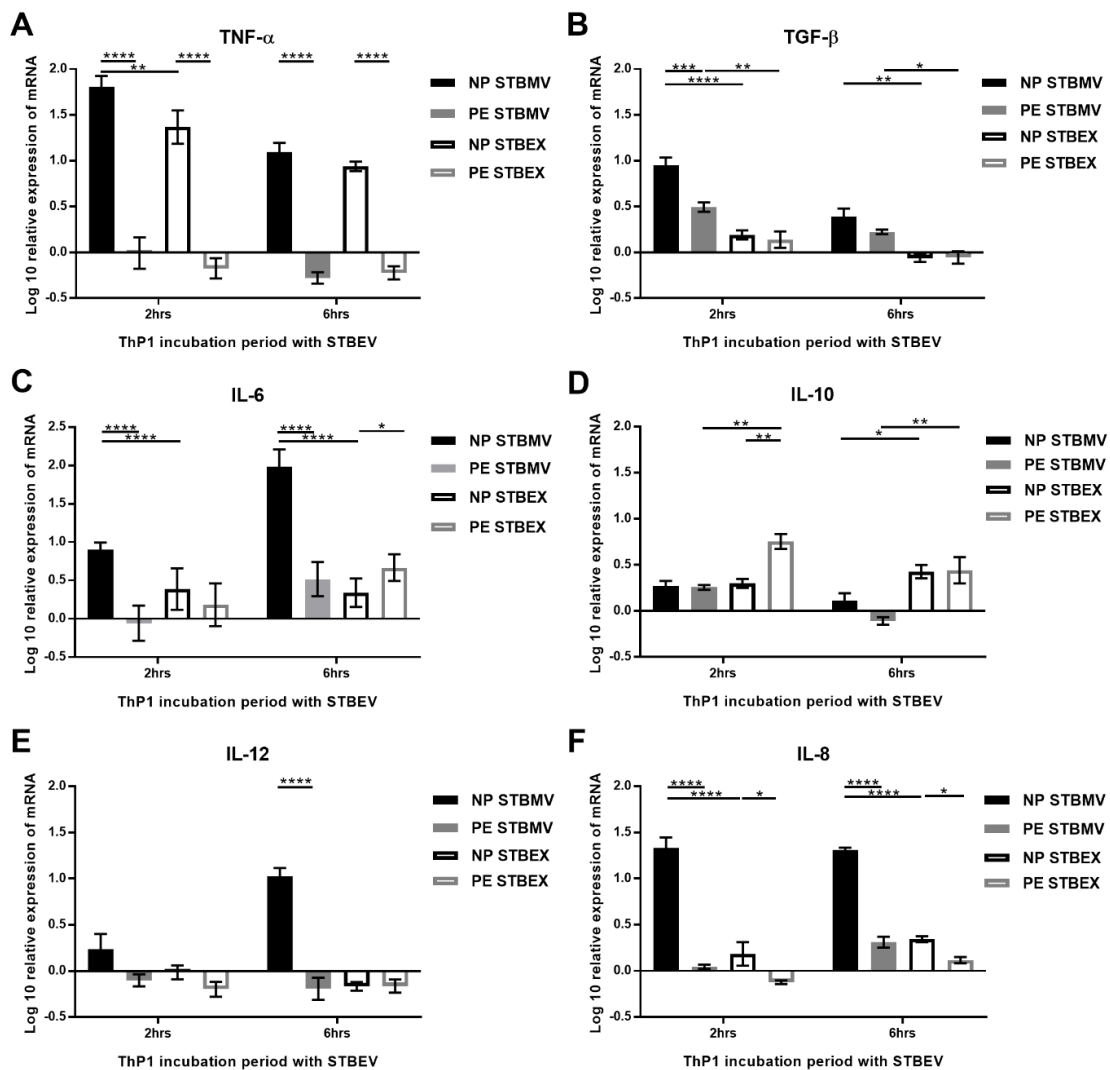 A
TNF-α
Log 10 relative expression of mRNA
2.0
1.5
1.0
0.5
0.0
-0.5
**** **** **** ****
**
2hrs
6hrs
ThP1 incubation period with STBEV
NP STBMV
PE STBMV
NP STBEX
PE STBEX
B
TGF-β
Log 10 relative expression of mRNA
2.0
1.5
1.0
0.5
0.0
-0.5
*** ** *
**** **
2hrs
6hrs
ThP1 incubation period with STBEV
NP STBMV
PE STBMV
NP STBEX
PE STBEX
C
IL-6
Log 10 relative expression of mRNA
2.5
2.0
1.5
1.0
0.5
0.0
-0.5
**** **** *
**** ****
2hrs
6hrs
ThP1 incubation period with STBEV
NP STBMV
PE STBMV
NP STBEX
PE STBEX
D
IL-10
Log 10 relative expression of mRNA
2.0
1.5
1.0
0.5
0.0
-0.5
** **
** *
2hrs
6hrs
ThP1 incubation period with STBEV
NP STBMV
PE STBMV
NP STBEX
PE STBEX
E
IL-12
Log 10 relative expression of mRNA
2.0
1.5
1.0
0.5
0.0
-0.5
****
2hrs
6hrs
ThP1 incubation period with STBEV
NP STBMV
PE STBMV
NP STBEX
PE STBEX
F
IL-8
Log 10 relative expression of mRNA
2.0
1.5
1.0
0.5
0.0
-0.5
**** ****
**** * **** *
2hrs
6hrs
ThP1 incubation period with STBEV
NP STBMV
PE STBMV
NP STBEX
PE STBEX